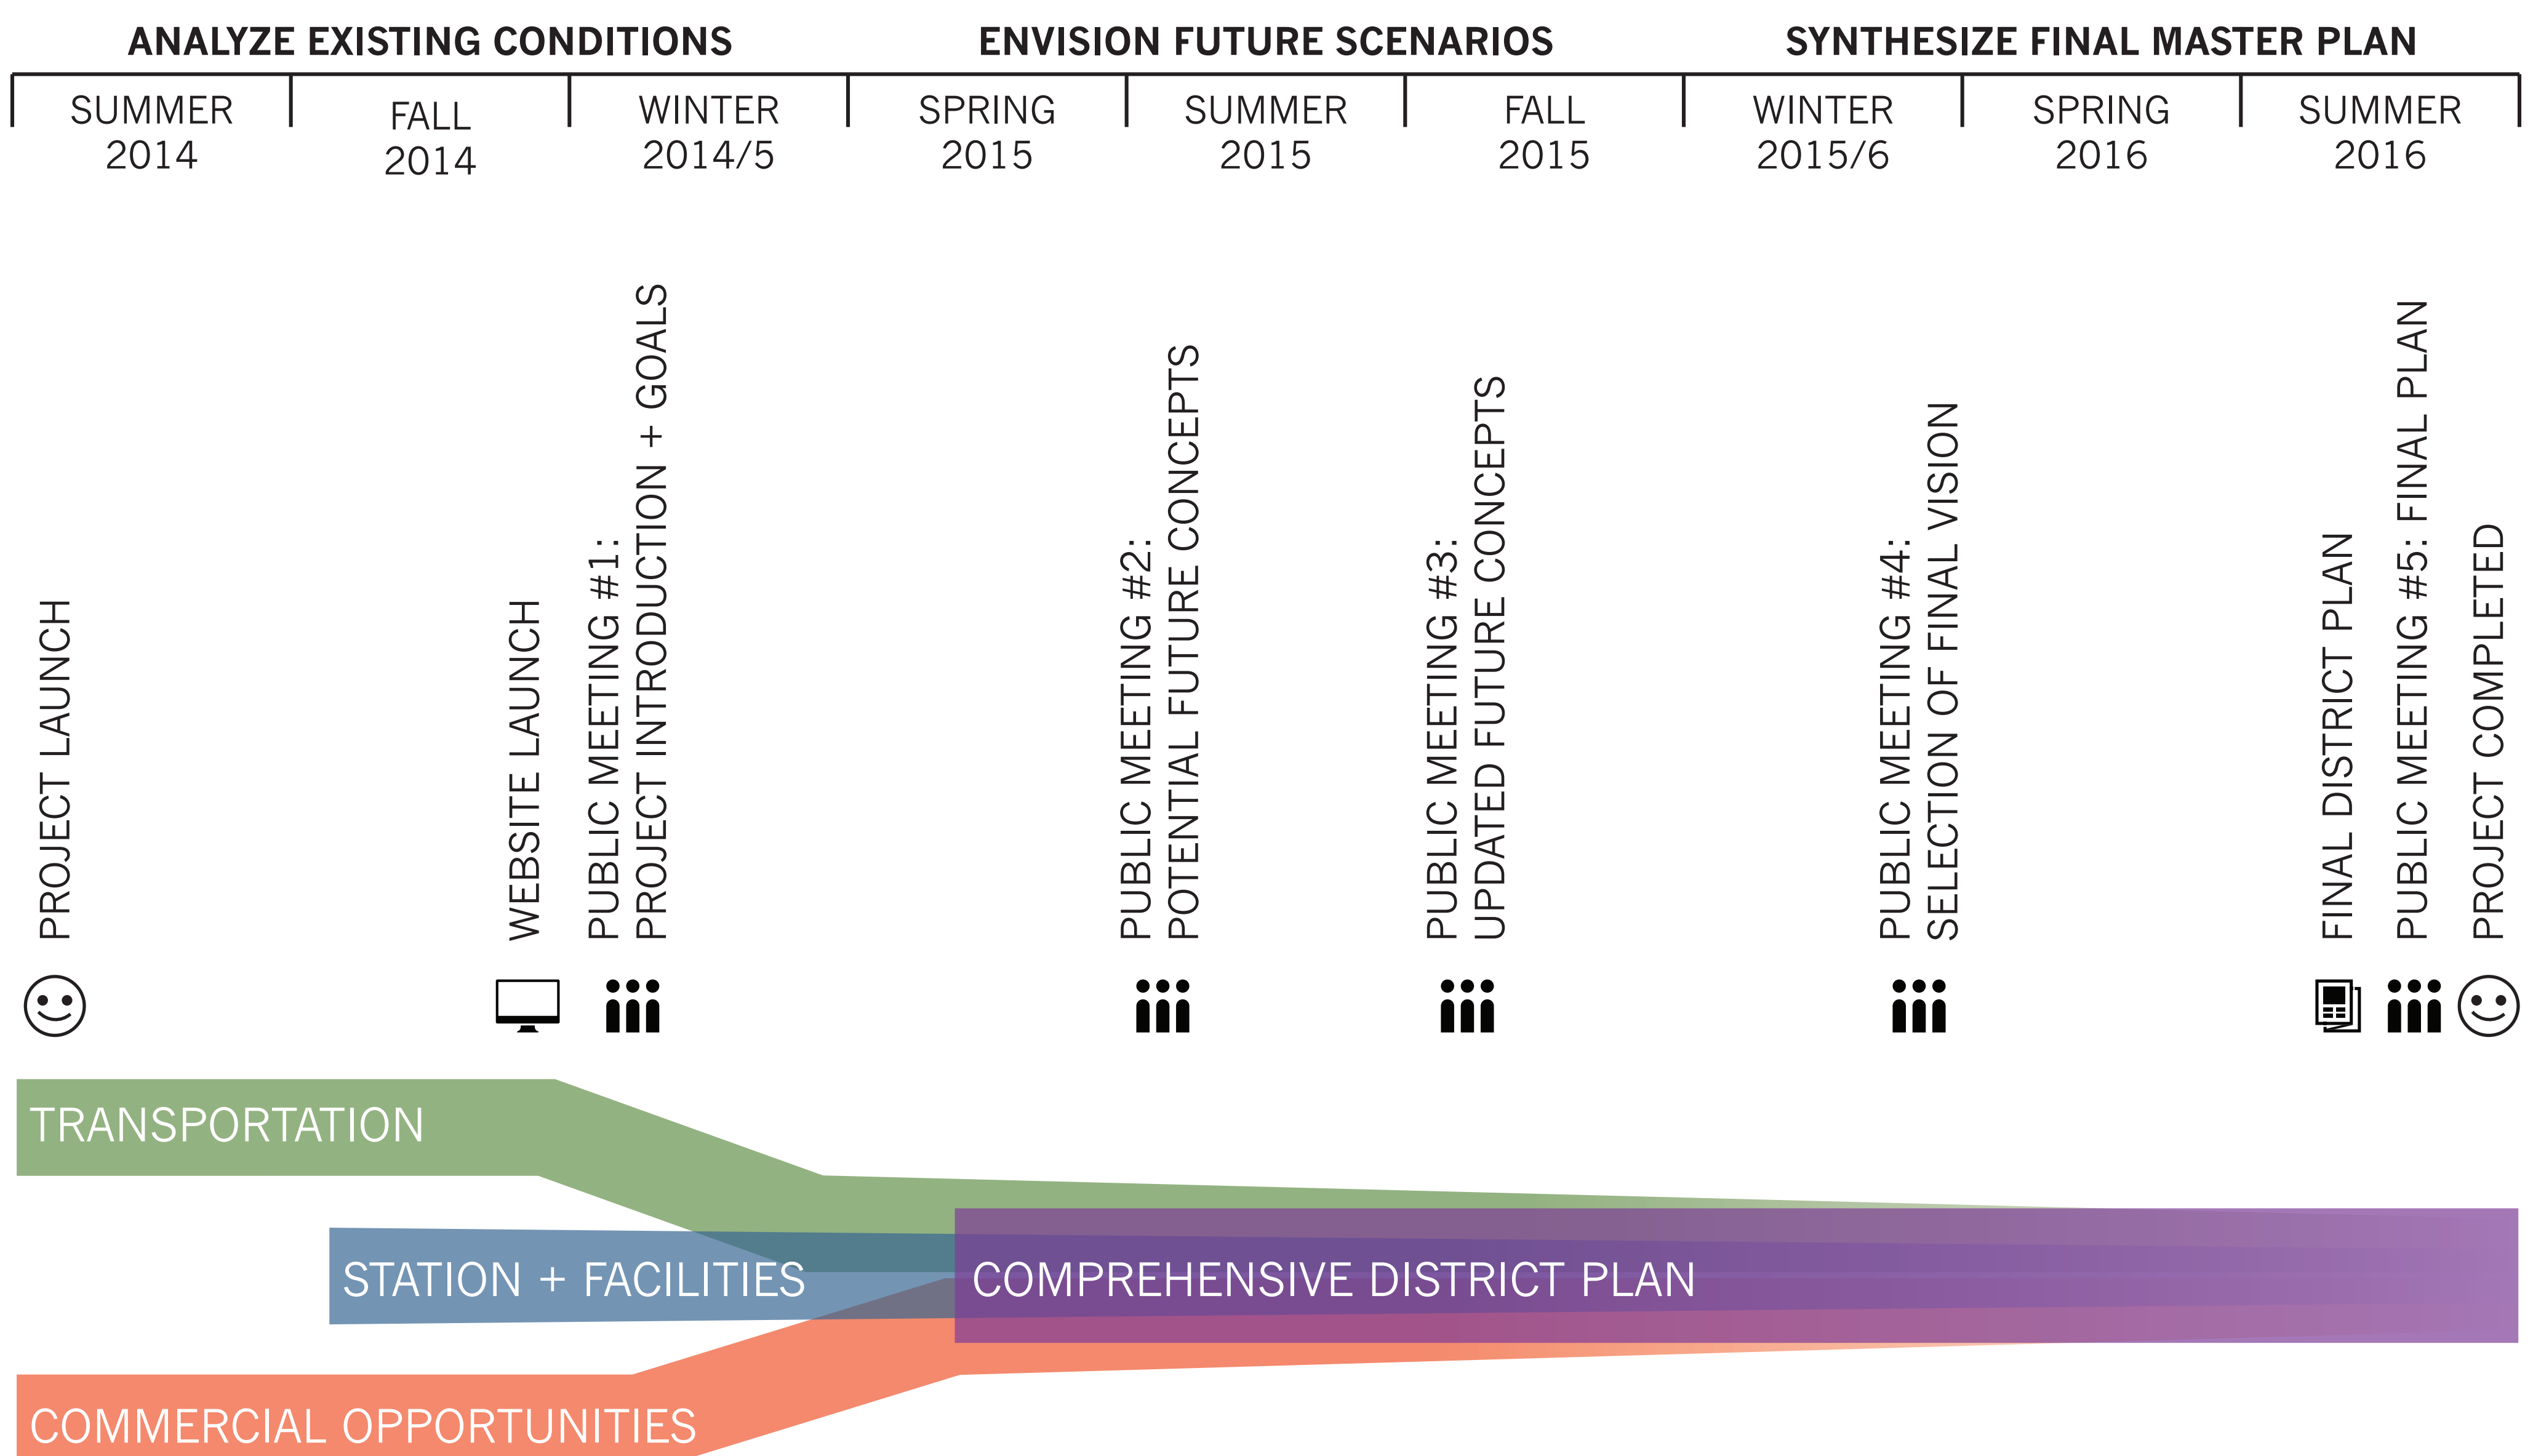 ANALYZE EXISTING CONDITIONS
ENVISION FUTURE SCENARIOS
SYNTHESIZE FINAL MASTER PLAN
SUMMER
2014
FALL
2014
WINTER
2014/5
SPRING
2015
SUMMER
2015
FALL
2015
WINTER
2015/6
SPRING
2016
SUMMER
2016
PROJECT LAUNCH
WEBSITE LAUNCH
PUBLIC MEETING #1:
PROJECT INTRODUCTION + GOALS
PUBLIC MEETING #2:
POTENTIAL FUTURE CONCEPTS
PUBLIC MEETING #3:
UPDATED FUTURE CONCEPTS
PUBLIC MEETING #4:
SELECTION OF FINAL VISION
FINAL DISTRICT PLAN
PUBLIC MEETING #5: FINAL PLAN
PROJECT COMPLETED
TRANSPORTATION
STATION + FACILITIES
COMPREHENSIVE DISTRICT PLAN
COMMERCIAL OPPORTUNITIES